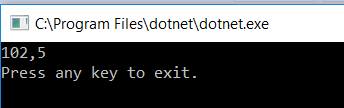 C:\Program Files\dotnet\dotnet.exe
102,5
Press any key to exit.